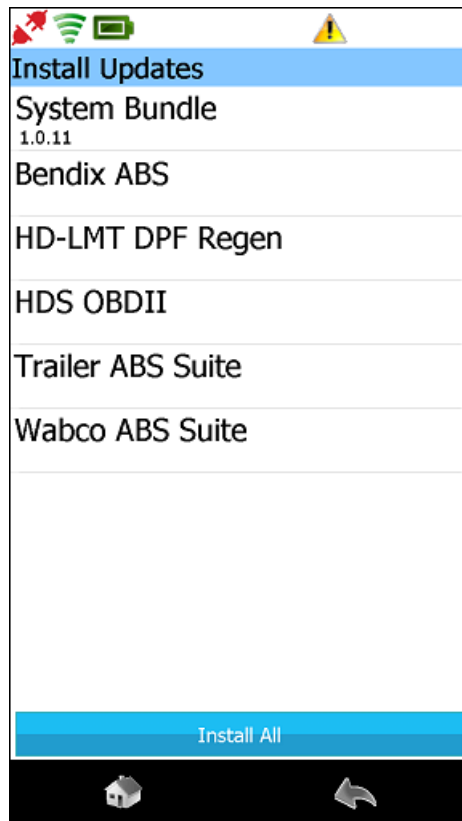 Install Updates
System Bundle
1.0.11
Bendix ABS
HD-LMT DPF Regen
HDS OBDII
Trailer ABS Suite
Wabco ABS Suite
Install All